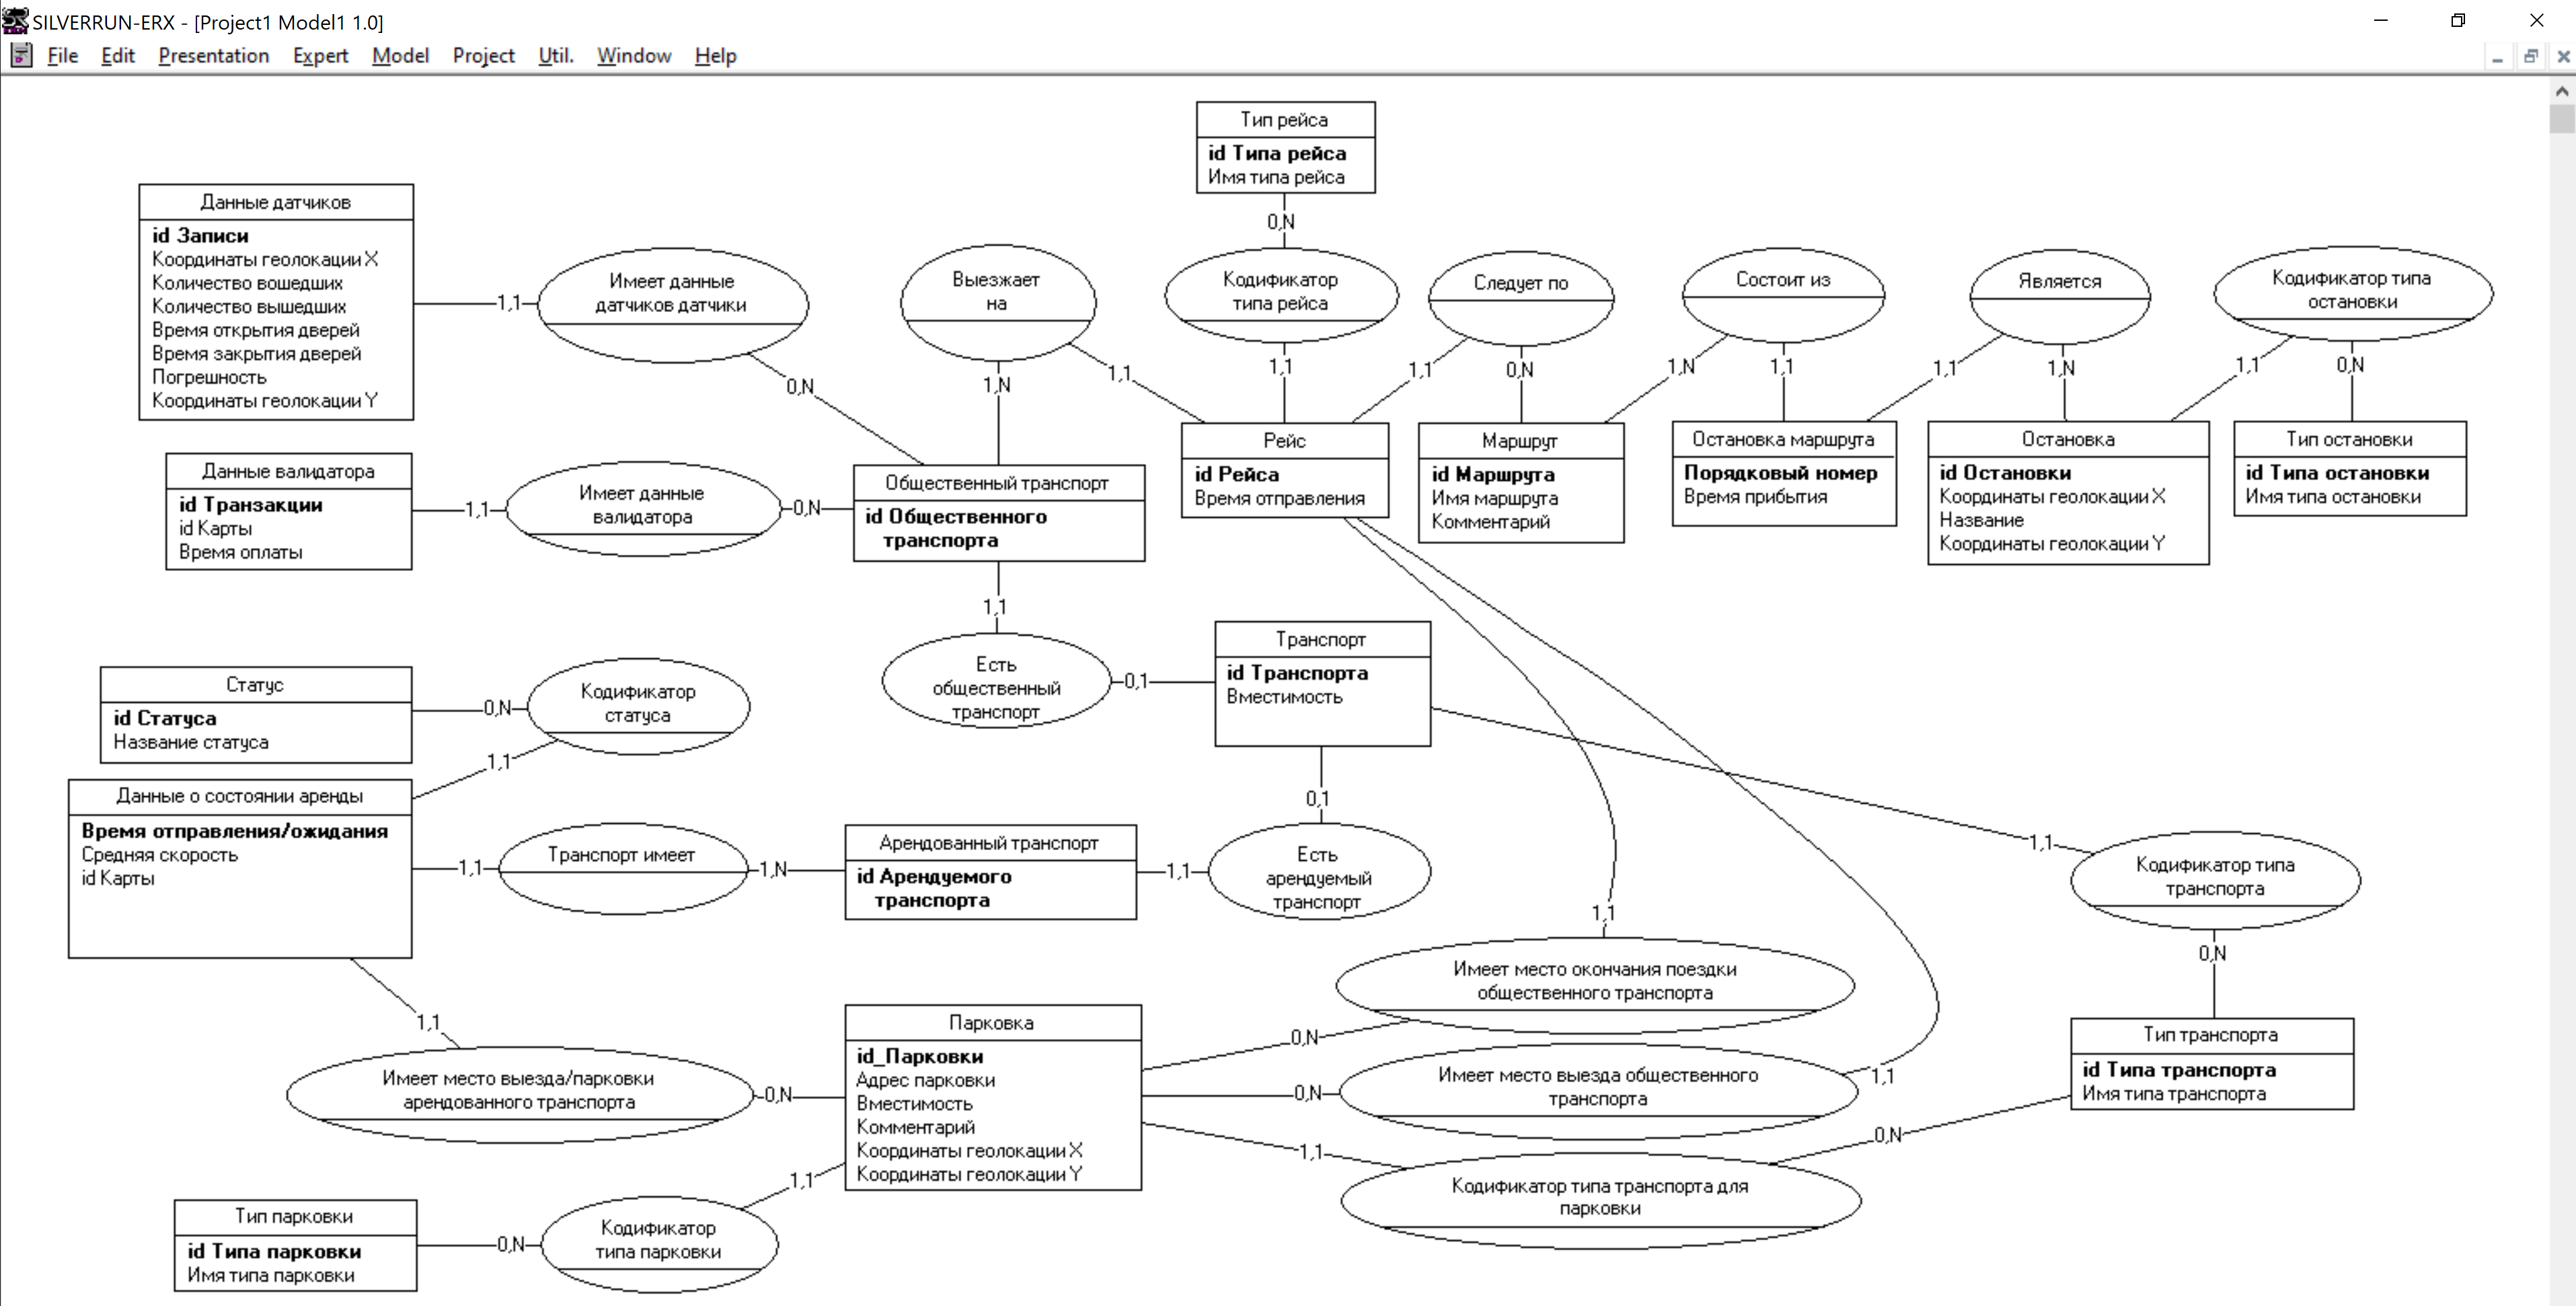 SILVERRUN-ERX - [Project1 Model1 1.0]
File Edit Presentation Expert Model Project Util. Window Help
Тип рейса
id Типа рейса
Имя типа рейса
0,N
Данные датчиков
id Записи
Координаты геолокации X
Количество вошедших
Количество вышедших
Время открытия дверей
Время закрытия дверей
Погрешность
Координаты геолокации Y
1,1
Имеет данные
датчиков датчики
0,N
Выезжает
на
1,N
1,1
Кодификатор
типа рейса
1,1
Следует по
1,1
0,N
Состоит из
1,N
1,1
Является
1,1
1,N
Кодификатор типа
остановки
1,1
0,N
Данные валидатора
id Транзакции
id Карты
Время оплаты
1,1
Имеет данные
валидатора
0,N
Общественный транспорт
id Общественного
транспорта
Рейс
id Рейса
Время отправления
Маршрут
id Маршрута
Имя маршрута
Комментарий
Остановка маршрута
Порядковый номер
Время прибытия
Остановка
id Остановки
Координаты геолокации X
Название
Координаты геолокации Y
Тип остановки
id Типа остановки
Имя типа остановки
1,1
Есть
общественный
транспорт
0,1
Транспорт
id Транспорта
Вместимость
Статус
id Статуса
Название статуса
0,N
Кодификатор
статуса
1,1
Данные о состоянии аренды
Время отправления/ожидания
Средняя скорость
id Карты
1,1
Транспорт имеет
1,N
Арендованный транспорт
id Арендуемого
транспорта
1,1
0,1
Есть
арендуемый
транспорт
1,1
Кодификатор типа
транспорта
0,N
1,1
Имеет место окончания поездки
общественного транспорта
0,N
1,1
Имеет место выезда/парковки
арендованного транспорта
0,N
Парковка
id_Парковки
Адрес парковки
Вместимость
Комментарий
Координаты геолокации X
Координаты геолокации Y
0,N
Имеет место выезда общественного
транспорта
1,1
Тип транспорта
id Типа транспорта
Имя типа транспорта
1,1
0,N
Кодификатор типа транспорта для
парковки
1,1
Тип парковки
id Типа парковки
Имя типа парковки
0,N
Кодификатор
типа парковки